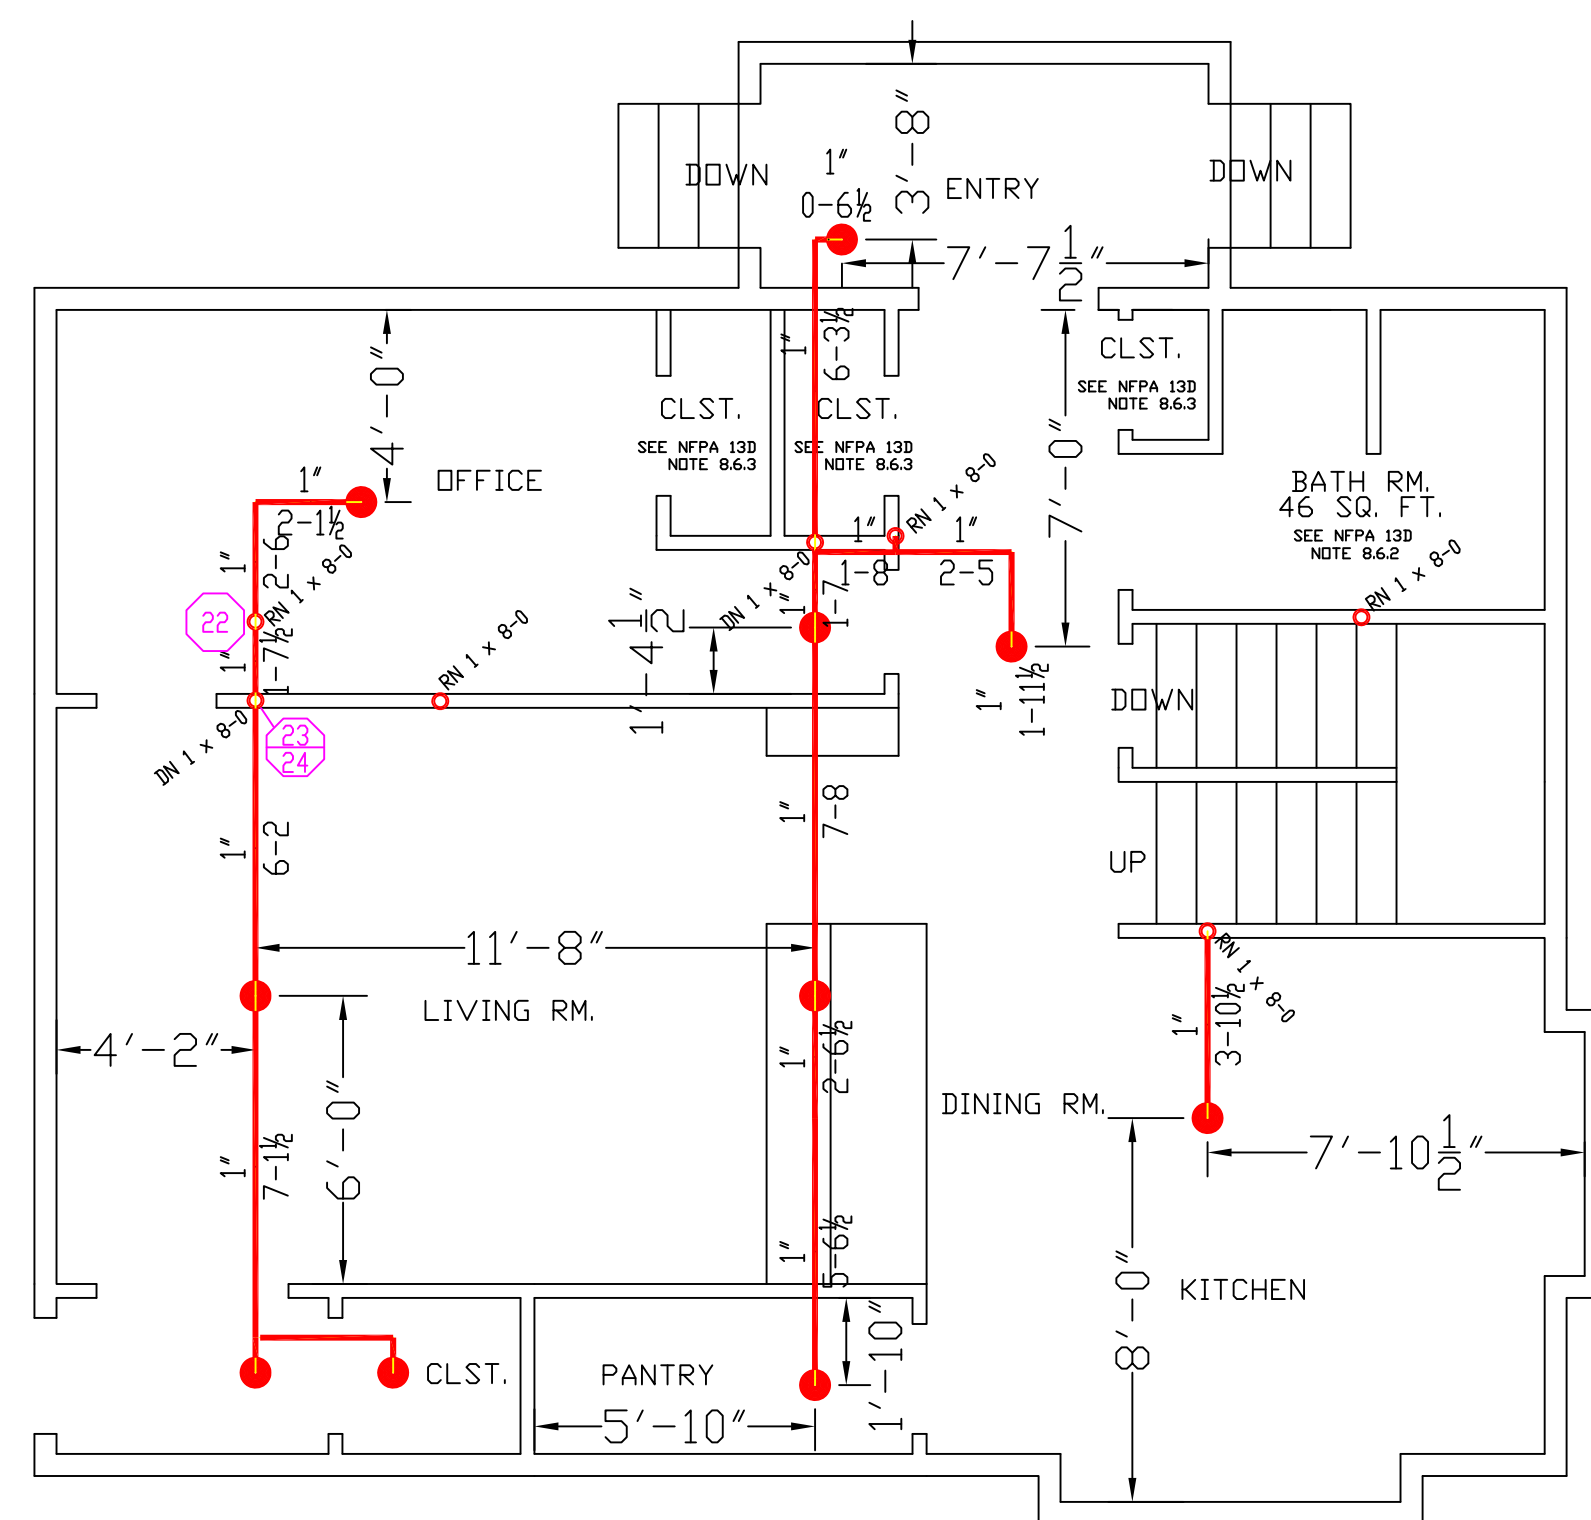 3'-8"
DOWN
1"
0-6½
ENTRY
DOWN
7'-7 1/2"
4'-0"
1"
6-3½
CLST.
SEE NFPA 13D
NOTE 8.6.3
CLST.
SEE NFPA 13D
NOTE 8.6.3
CLST.
SEE NFPA 13D
NOTE 8.6.3
7'-0"
OFFICE
1"
2-1½
BATH RM.
46 SQ. FT.
SEE NFPA 13D
NOTE 8.6.2
RN 1 x 8-0
1"
1"
1-8
2-5
1"
2-6
RN 1 x 8-0
22
1"
1-7½
RN 1 x 8-0
DN 1 x 8-0
1"
1-7
1'-4 1/2"
RN 1 x 8-0
1"
1-11½
DOWN
DN 1 x 8-0
23
24
1"
6-2
1"
7-8
UP
11'-8"
LIVING RM.
RN 1 x 8-0
1"
3-10½
4'-2"
1"
2-6½
6'-0"
DINING RM.
7'-10 1/2"
1"
7-1½
1"
5-6½
8'-0"
KITCHEN
CLST.
PANTRY
1'-10"
5'-10"